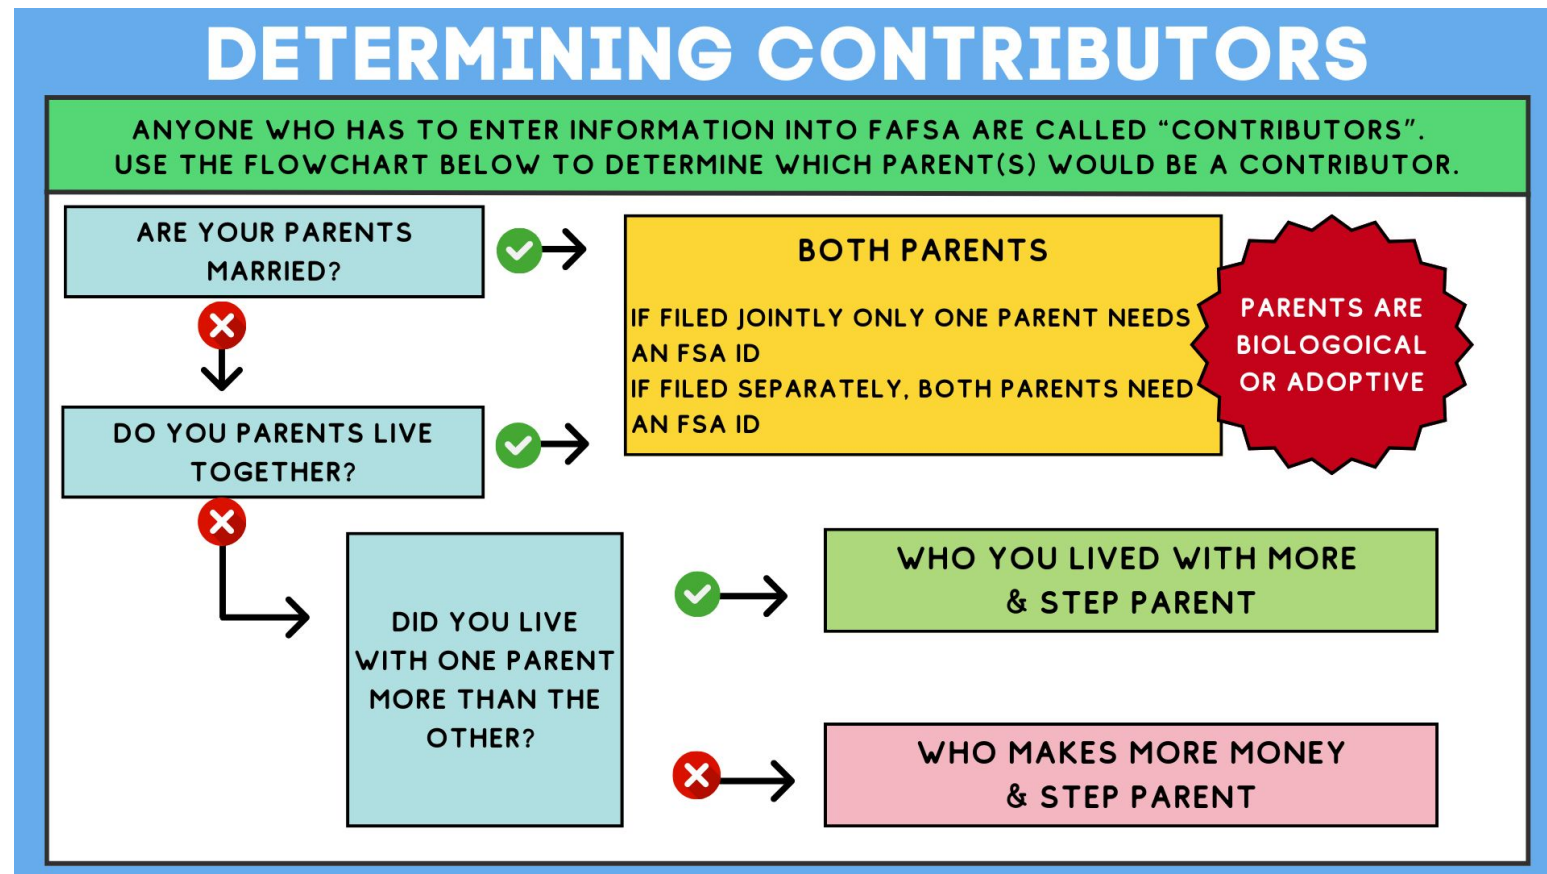 DETERMINING CONTRIBUTORS
ANYONE WHO HAS TO ENTER INFORMATION INTO FAFSA ARE CALLED "CONTRIBUTORS".
USE THE FLOWCHART BELOW TO DETERMINE WHICH PARENT(S) WOULD BE A CONTRIBUTOR.
ARE YOUR PARENTS
MARRIED?
BOTH PARENTS
IF FILED JOINTLY ONLY ONE PARENT NEEDS
AN FSA ID
IF FILED SEPARATELY, BOTH PARENTS NEED
AN FSA ID
PARENTS ARE
BIOLOGOICAL
OR ADOPTIVE
DO YOU PARENTS LIVE
TOGETHER?
DID YOU LIVE
WITH ONE PARENT
MORE THAN THE
OTHER?
WHO YOU LIVED WITH MORE
& STEP PARENT
WHO MAKES MORE MONEY
& STEP PARENT